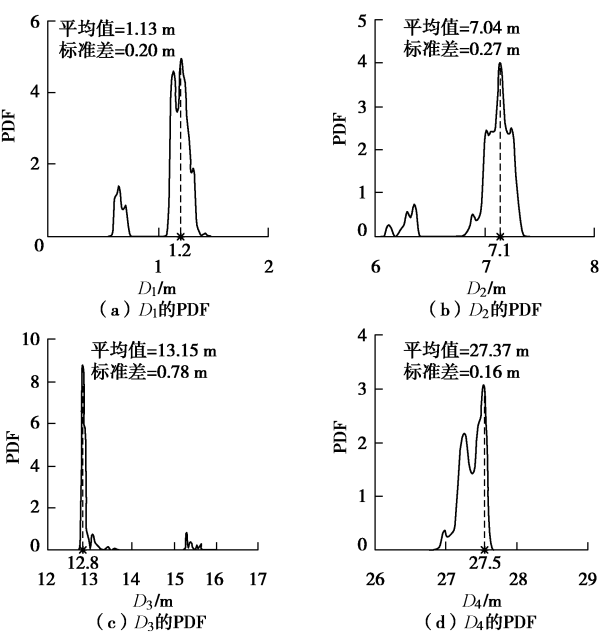 平均值=1.13 m
标准差=0.20 m
PDF
6
4
2
0
1
1.2
2
D1/m
(a) D1的PDF
平均值=7.04 m
标准差=0.27 m
PDF
5
4
3
2
1
0
6
7
7.1
8
D2/m
(b) D2的PDF
平均值=13.15 m
标准差=0.78 m
PDF
10
8
6
4
2
0
12
12.8
13
14
15
16
17
D3/m
(c) D3的PDF
平均值=27.37 m
标准差=0.16 m
PDF
4
3
2
1
0
26
27
27.5
28
29
D4/m
(d) D4的PDF